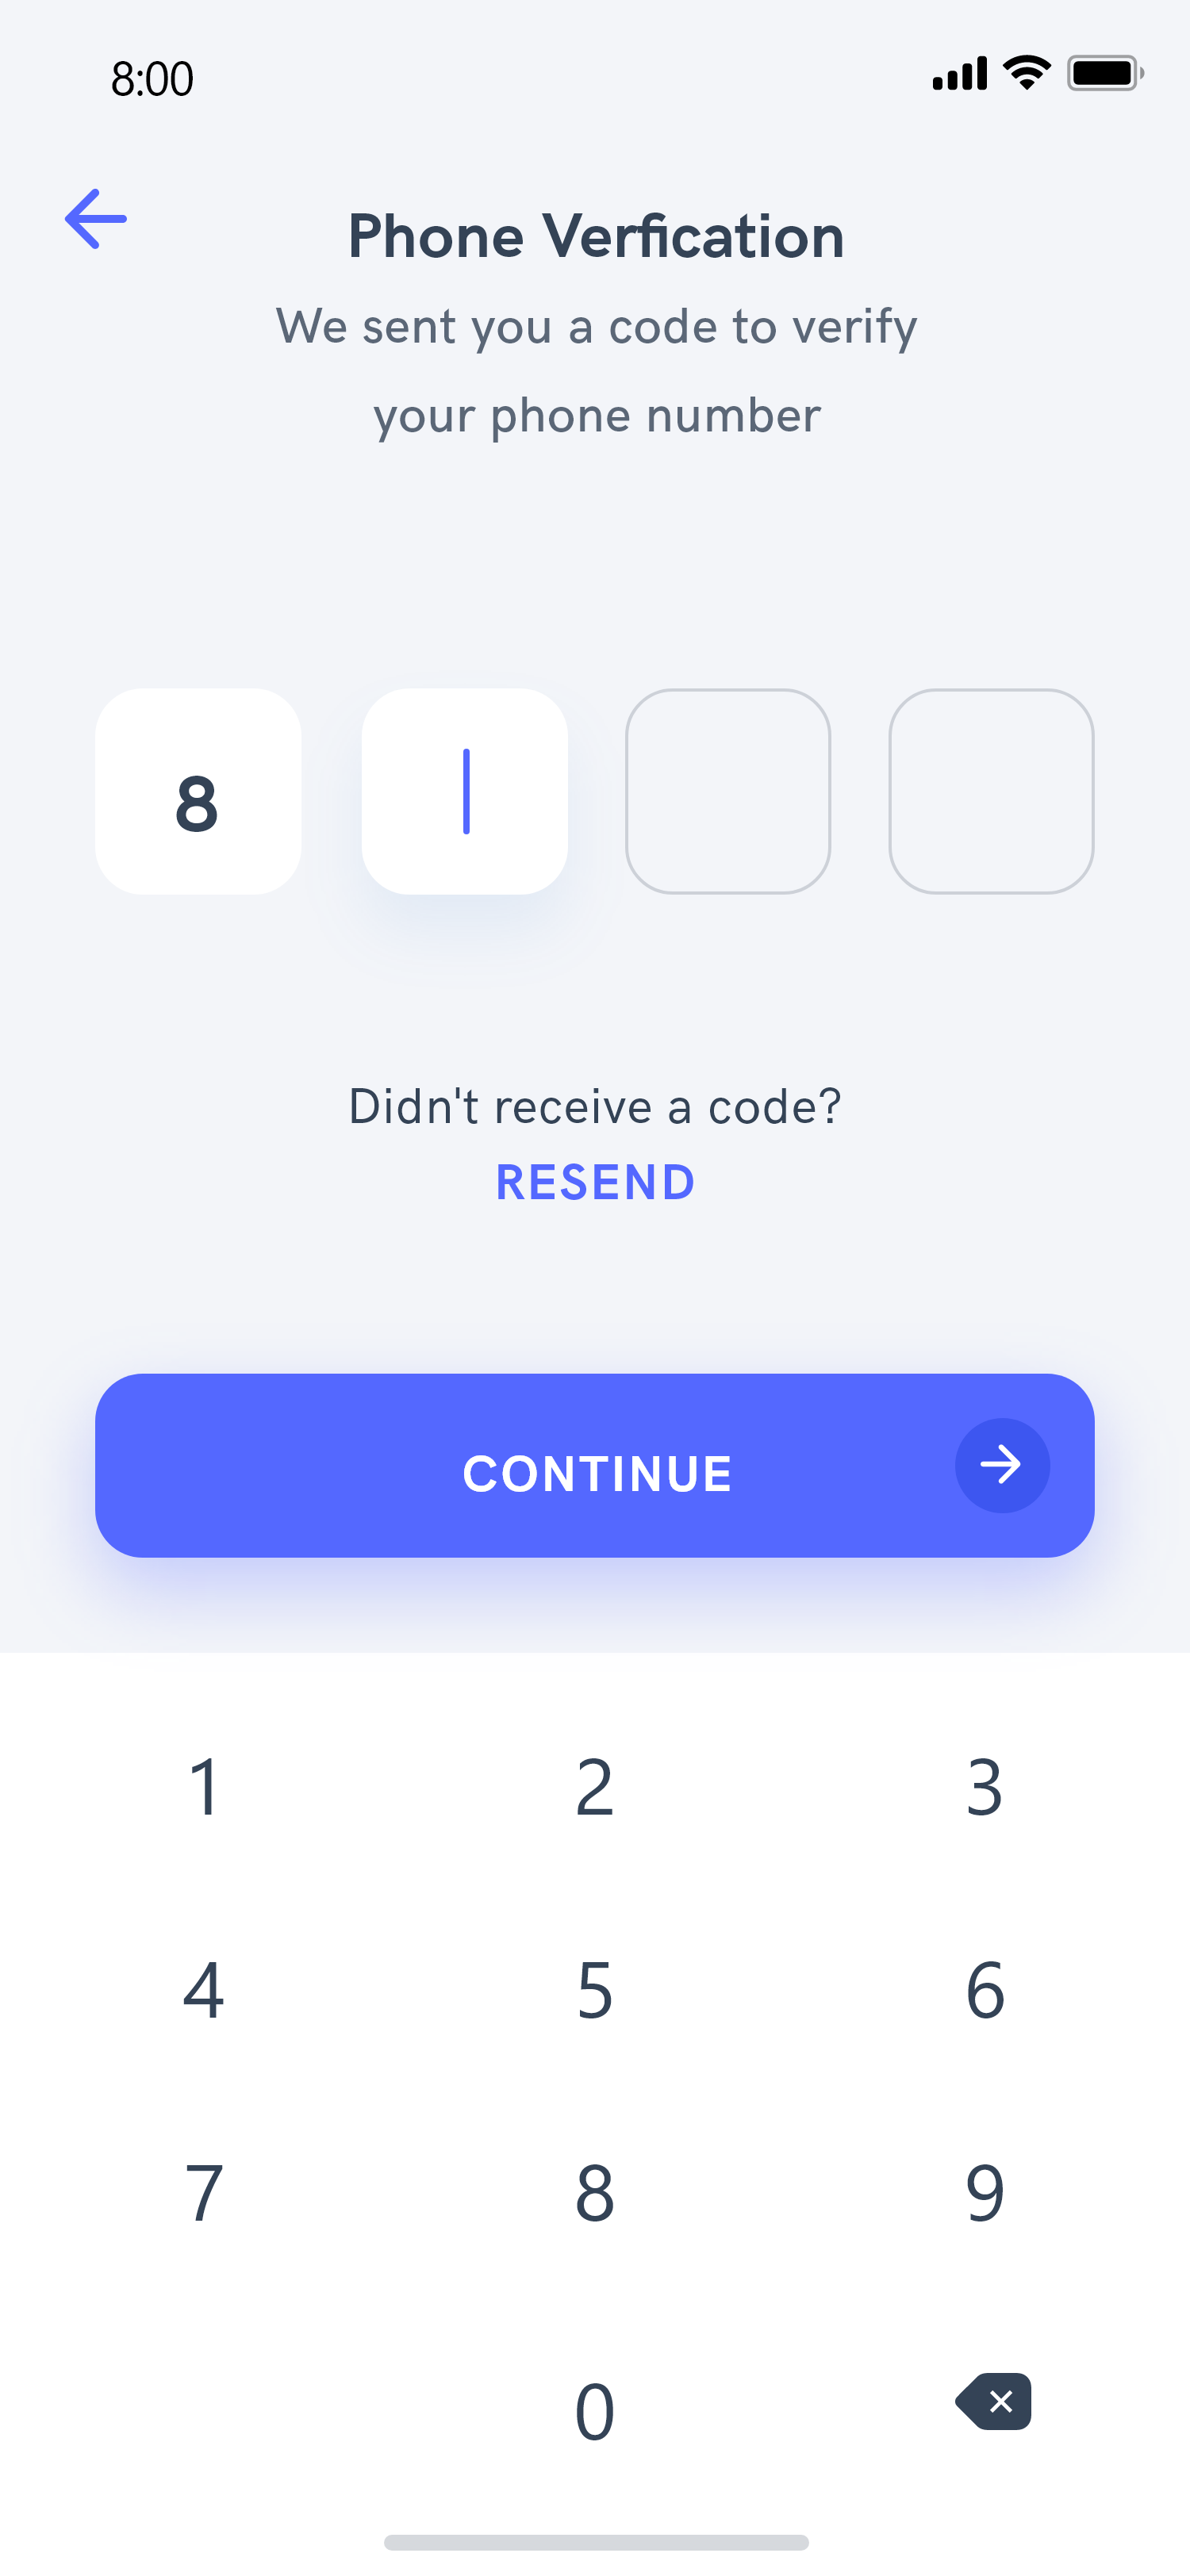 8:00
Phone Verfication
We sent you a code to verify
your phone number
8
Didn't receive a code?
RESEND
CONTINUE
1 2 3
4 5 6
7 8 9
0